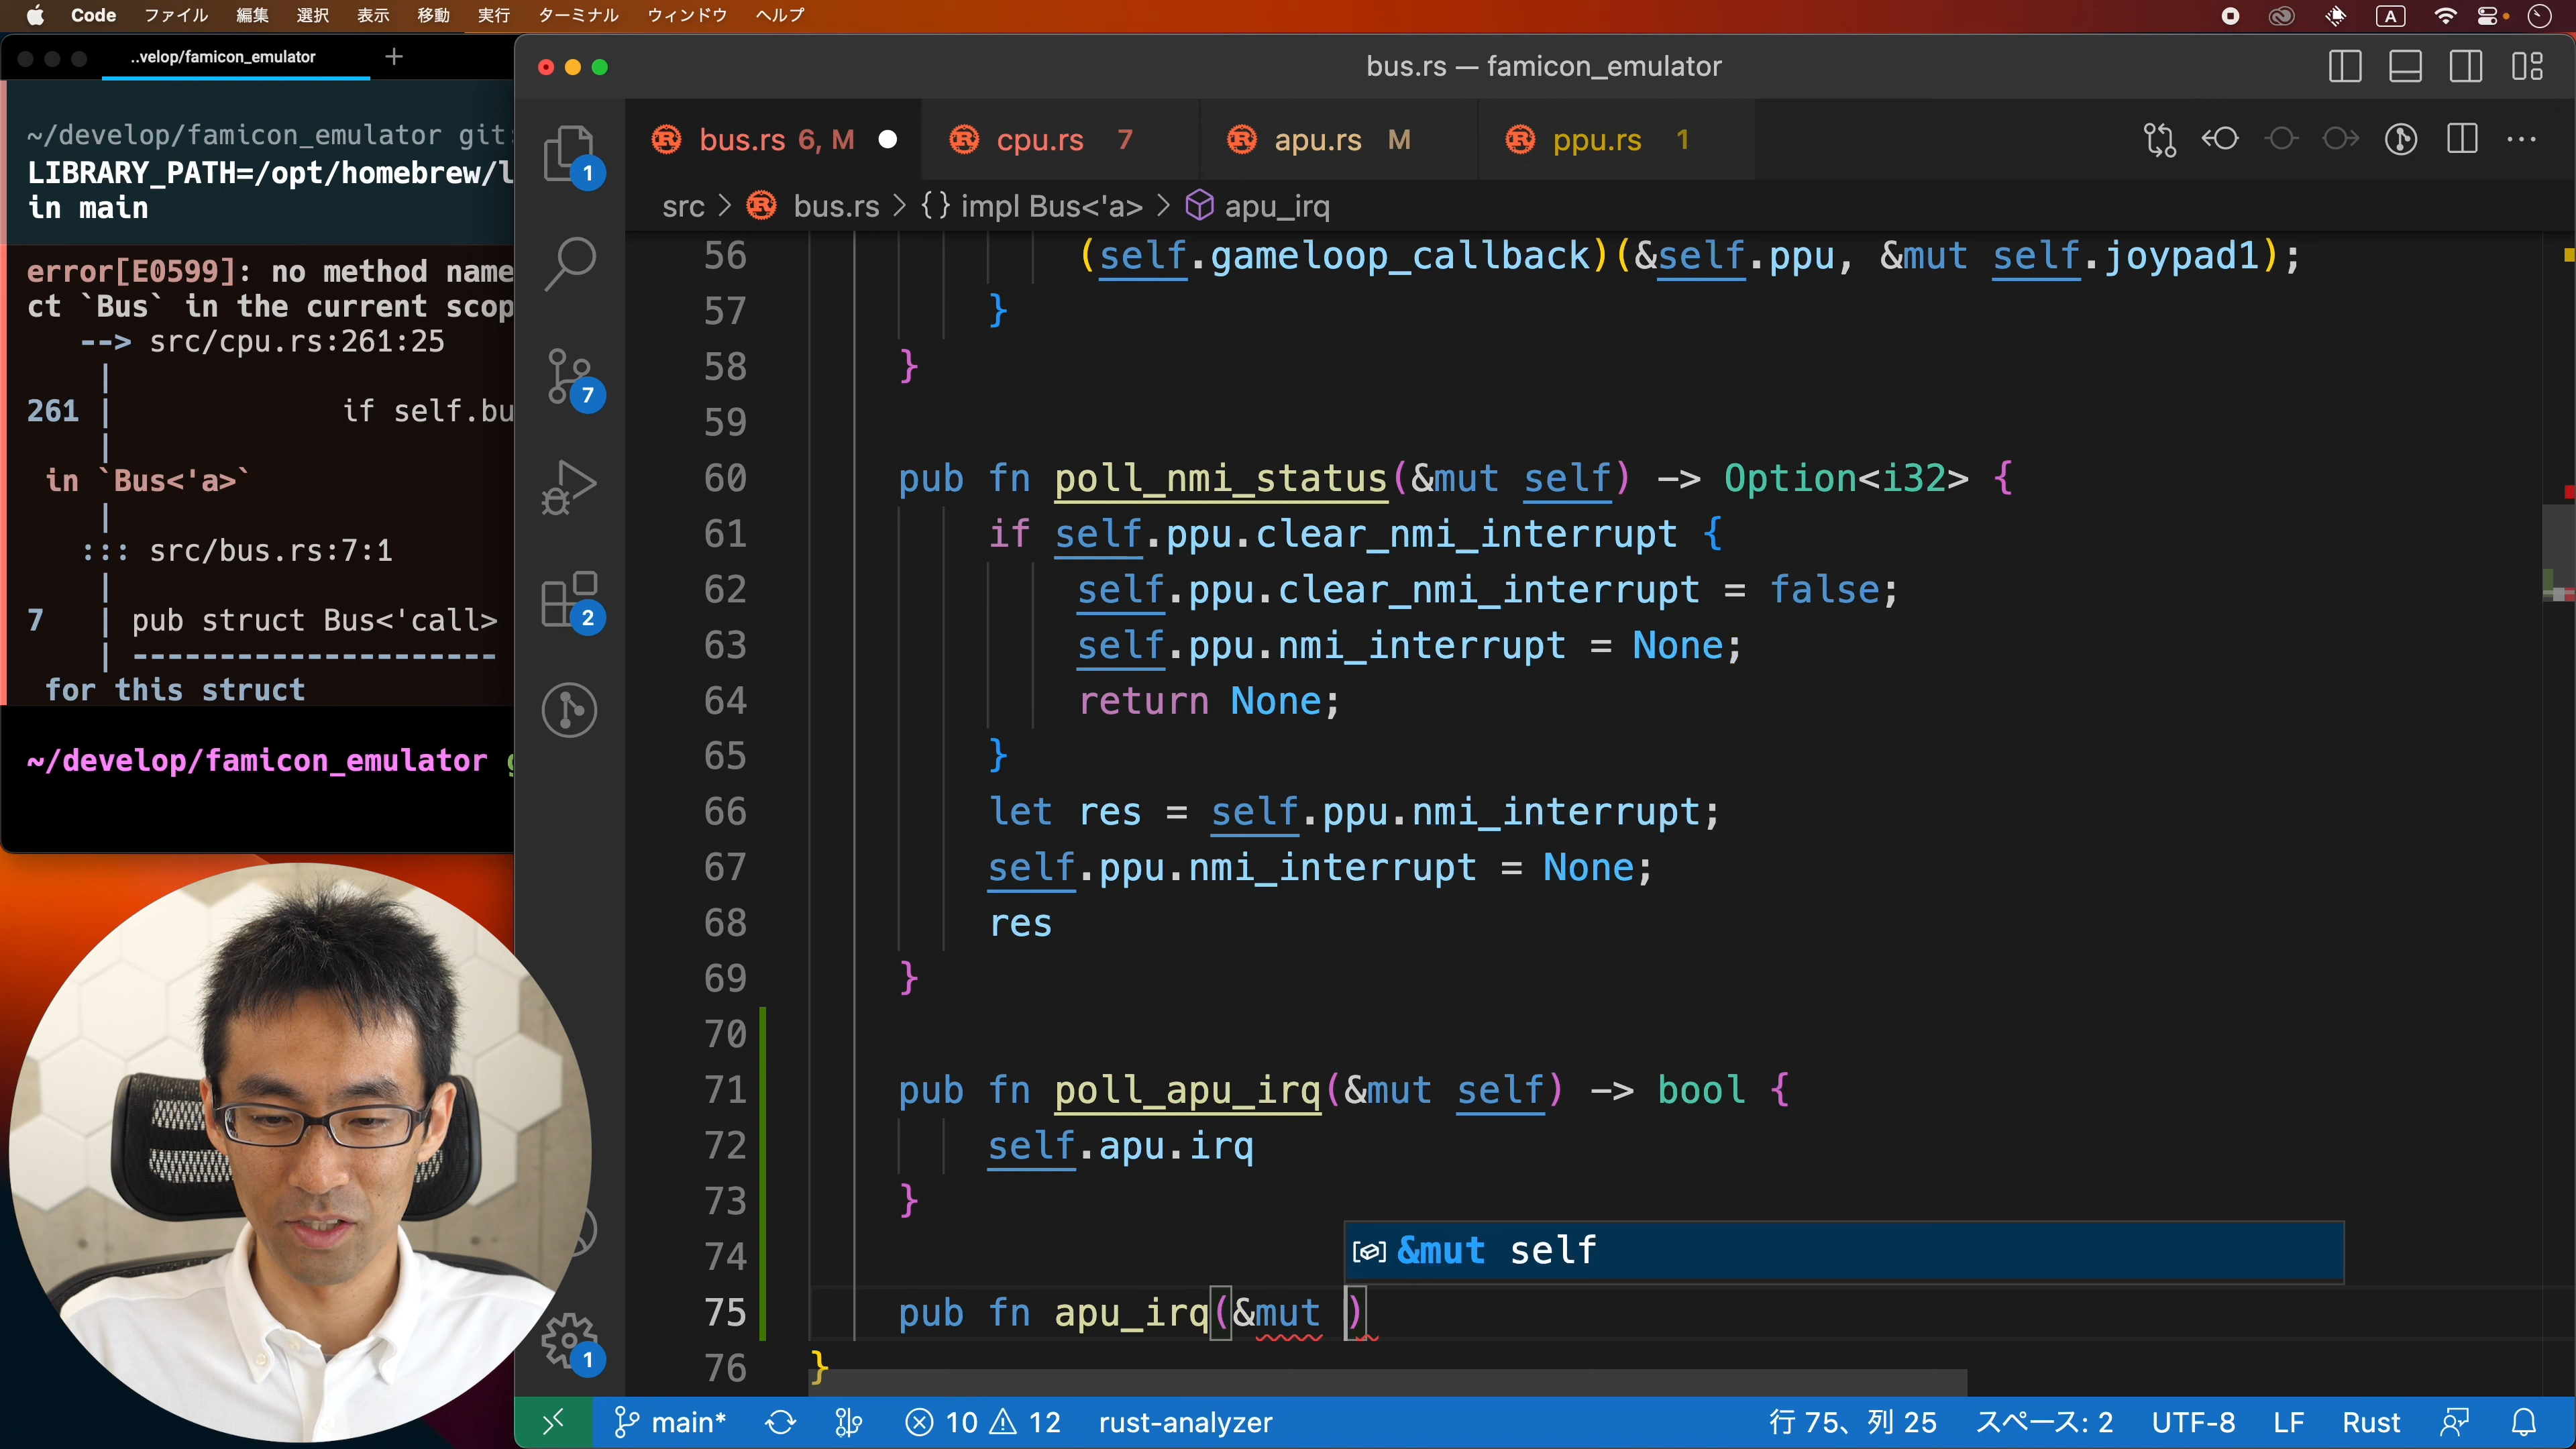 Code ファイル 編集 選択 表示 移動 実行 ターミナル ウィンドウ ヘルプ A
..velop/famicon_emulator +
~/develop/famicon_emulator git:
LIBRARY_PATH=/opt/homebrew/l
in main
error[E0599]: no method name
ct `Bus` in the current scop
--> src/cpu.rs:261:25
|
261 | if self.bu
|
in `Bus<'a>`
|
::: src/bus.rs:7:1
|
7 | pub struct Bus<'call>
| ---------------------
for this struct
~/develop/famicon_emulator g
bus.rs — famicon_emulator
bus.rs 6, M ● cpu.rs 7 apu.rs M ppu.rs 1
src > bus.rs > {} impl Bus<'a> > apu_irq
1
7
2
1
56 (self.gameloop_callback)(&self.ppu, &mut self.joypad1);
57 }
58 }
59
60 pub fn poll_nmi_status(&mut self) -> Option<i32> {
61 if self.ppu.clear_nmi_interrupt {
62 self.ppu.clear_nmi_interrupt = false;
63 self.ppu.nmi_interrupt = None;
64 return None;
65 }
66 let res = self.ppu.nmi_interrupt;
67 self.ppu.nmi_interrupt = None;
68 res
69 }
70
71 pub fn poll_apu_irq(&mut self) -> bool {
72 self.apu.irq
73 }
74
&mut self
75 pub fn apu_irq(&mut )
76 }
main* 10 12 rust-analyzer 行 75、列 25 スペース: 2 UTF-8 LF Rust